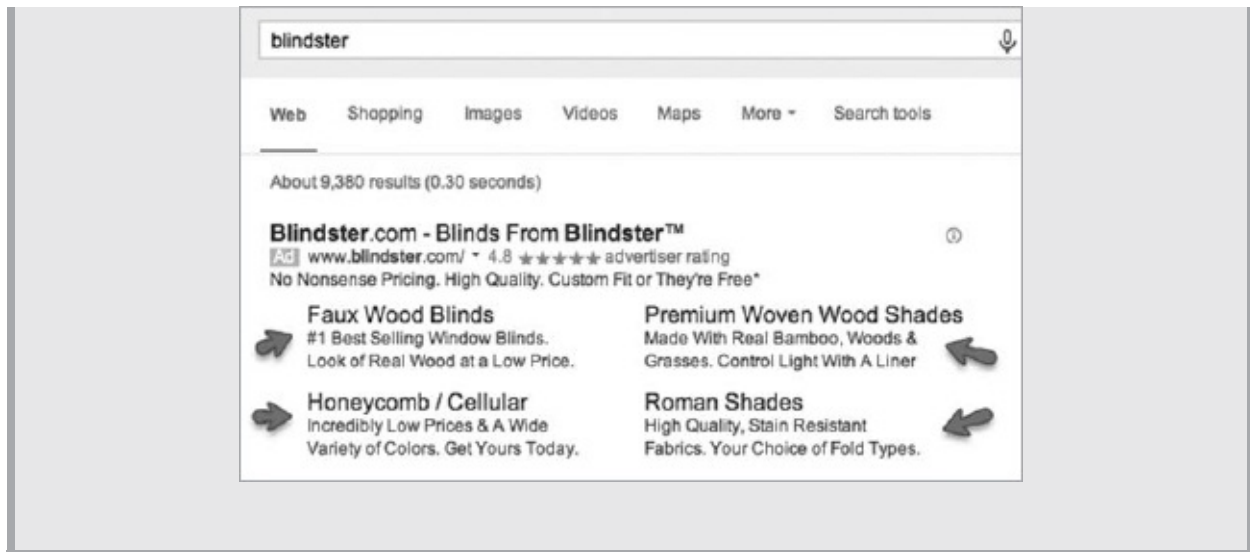 blindster
Web Shopping Images Videos Maps More Search tools
About 9,380 results (0.30 seconds)
Blindster.com - Blinds From Blindster™
Ad www.blindster.com/ 4.8 ★★★★★ advertiser rating
No Nonsense Pricing. High Quality. Custom Fit or They're Free*
Faux Wood Blinds
#1 Best Selling Window Blinds.
Look of Real Wood at a Low Price.
Premium Woven Wood Shades
Made With Real Bamboo, Woods &
Grasses. Control Light With A Liner
Honeycomb / Cellular
Incredibly Low Prices & A Wide
Variety of Colors. Get Yours Today.
Roman Shades
High Quality, Stain Resistant
Fabrics. Your Choice of Fold Types.